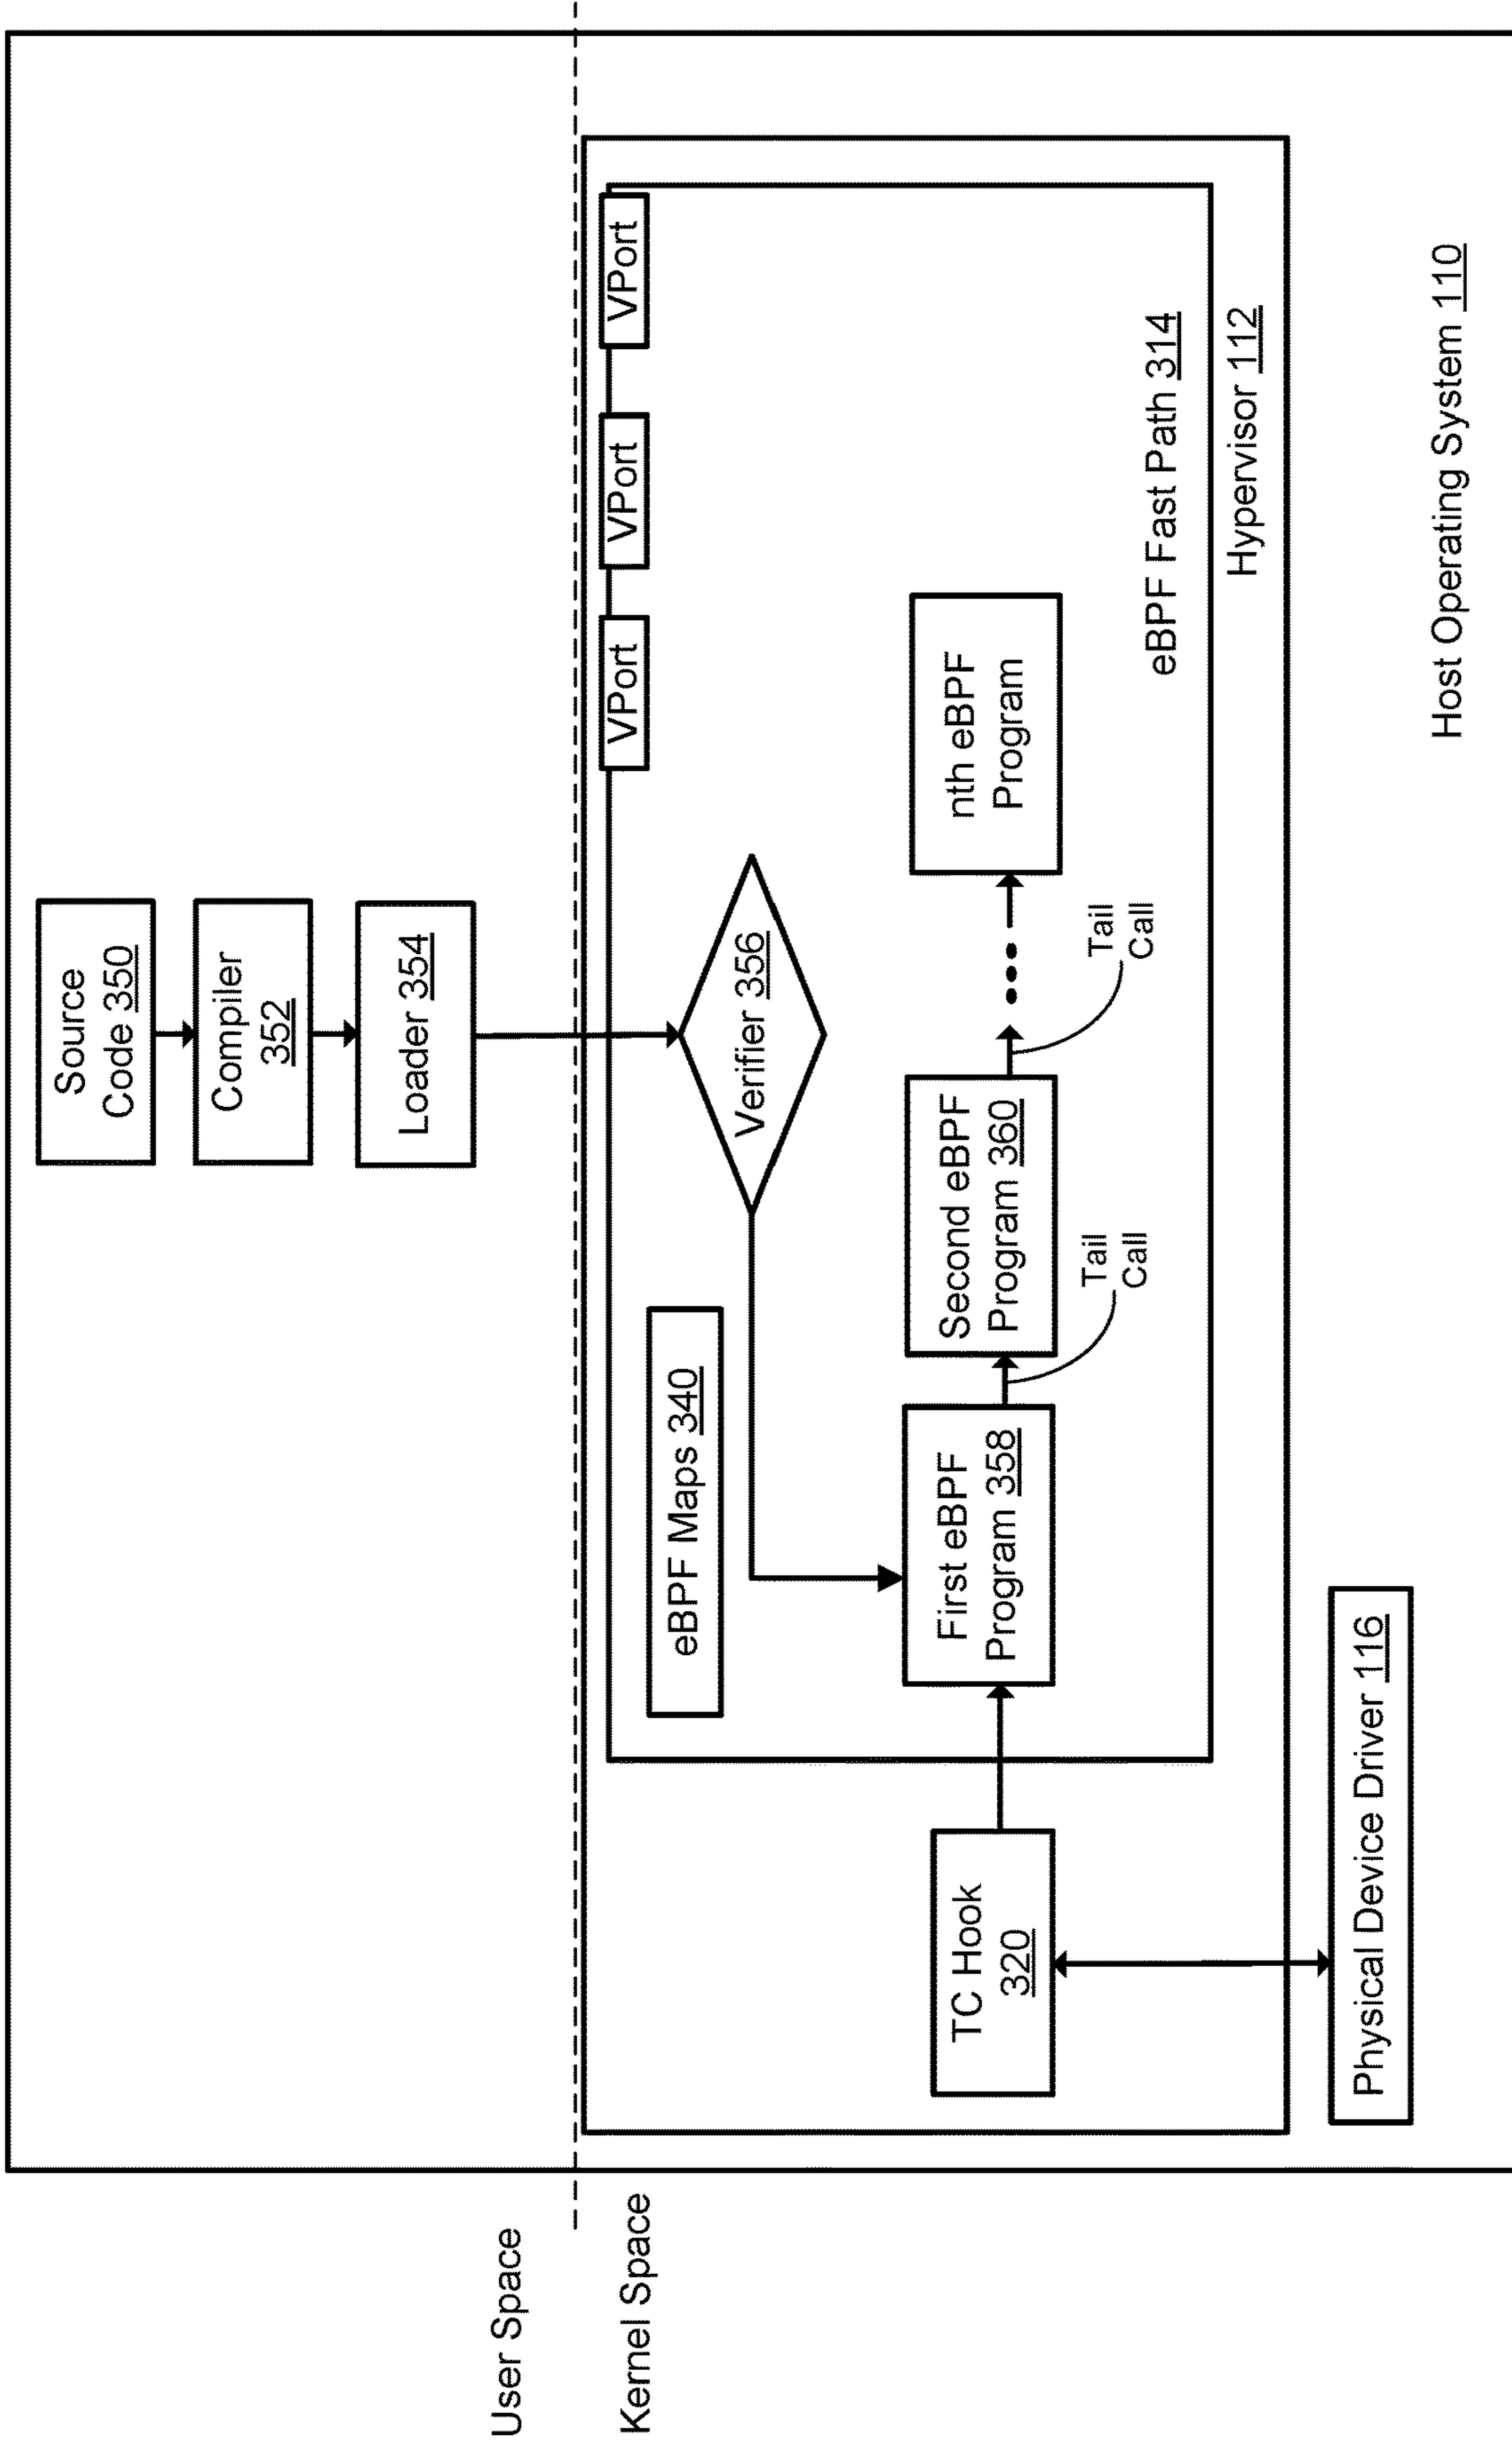 Source
Code 350
Compiler
352
Loader 354
User Space
Kernel Space
VPort
VPort
VPort
eBPF Maps 340
Verifier 356
TC Hook
320
First eBPF
Program 358
Tail
Call
Second eBPF
Program 360
Tail
Call
nth eBPF
Program
eBPF Fast Path 314
Hypervisor 112
Physical Device Driver 116
Host Operating System 110